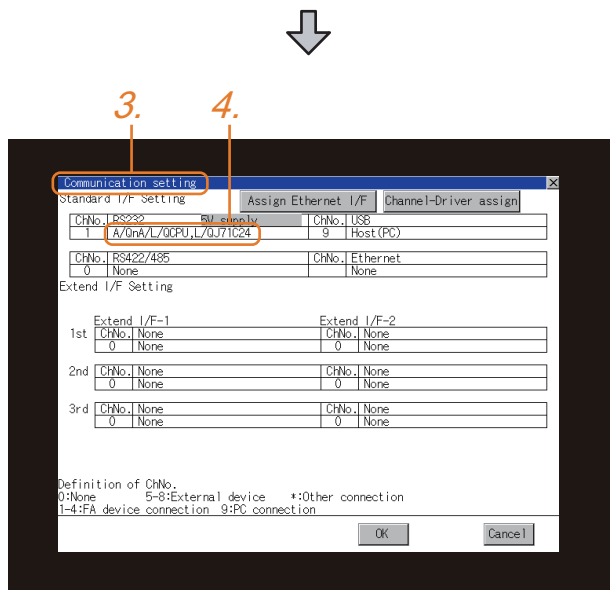 3. 4.
Communication setting
Standard I/F Setting Assign Ethernet I/F Channel-Driver assign
ChNo. RS232 5V supply ChNo. USB
1 A/QnA/L/QCPU,L/QJ71C24 9 Host(PC)
ChNo. RS422/485 ChNo. Ethernet
0 None None
Extend I/F Setting
Extend I/F-1 Extend I/F-2
1st ChNo. None ChNo. None
0 None 0 None
2nd ChNo. None ChNo. None
0 None 0 None
3rd ChNo. None ChNo. None
0 None 0 None
Definition of ChNo.
0:None 5-8:External device *:Other connection
1-4:FA device connection 9:PC connection
OK Cancel